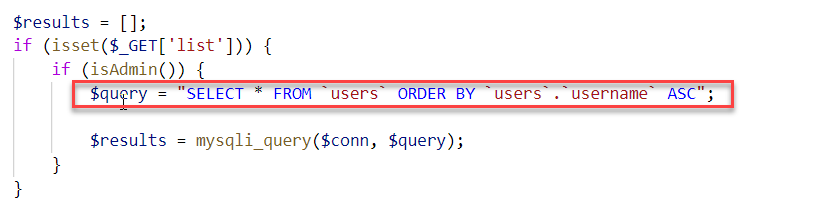 $results = [];
if (isset($_GET['list'])) {
    if (isAdmin()) {
        $query = "SELECT * FROM `users` ORDER BY `users`.`username` ASC";

        $results = mysqli_query($conn, $query);
    }
}